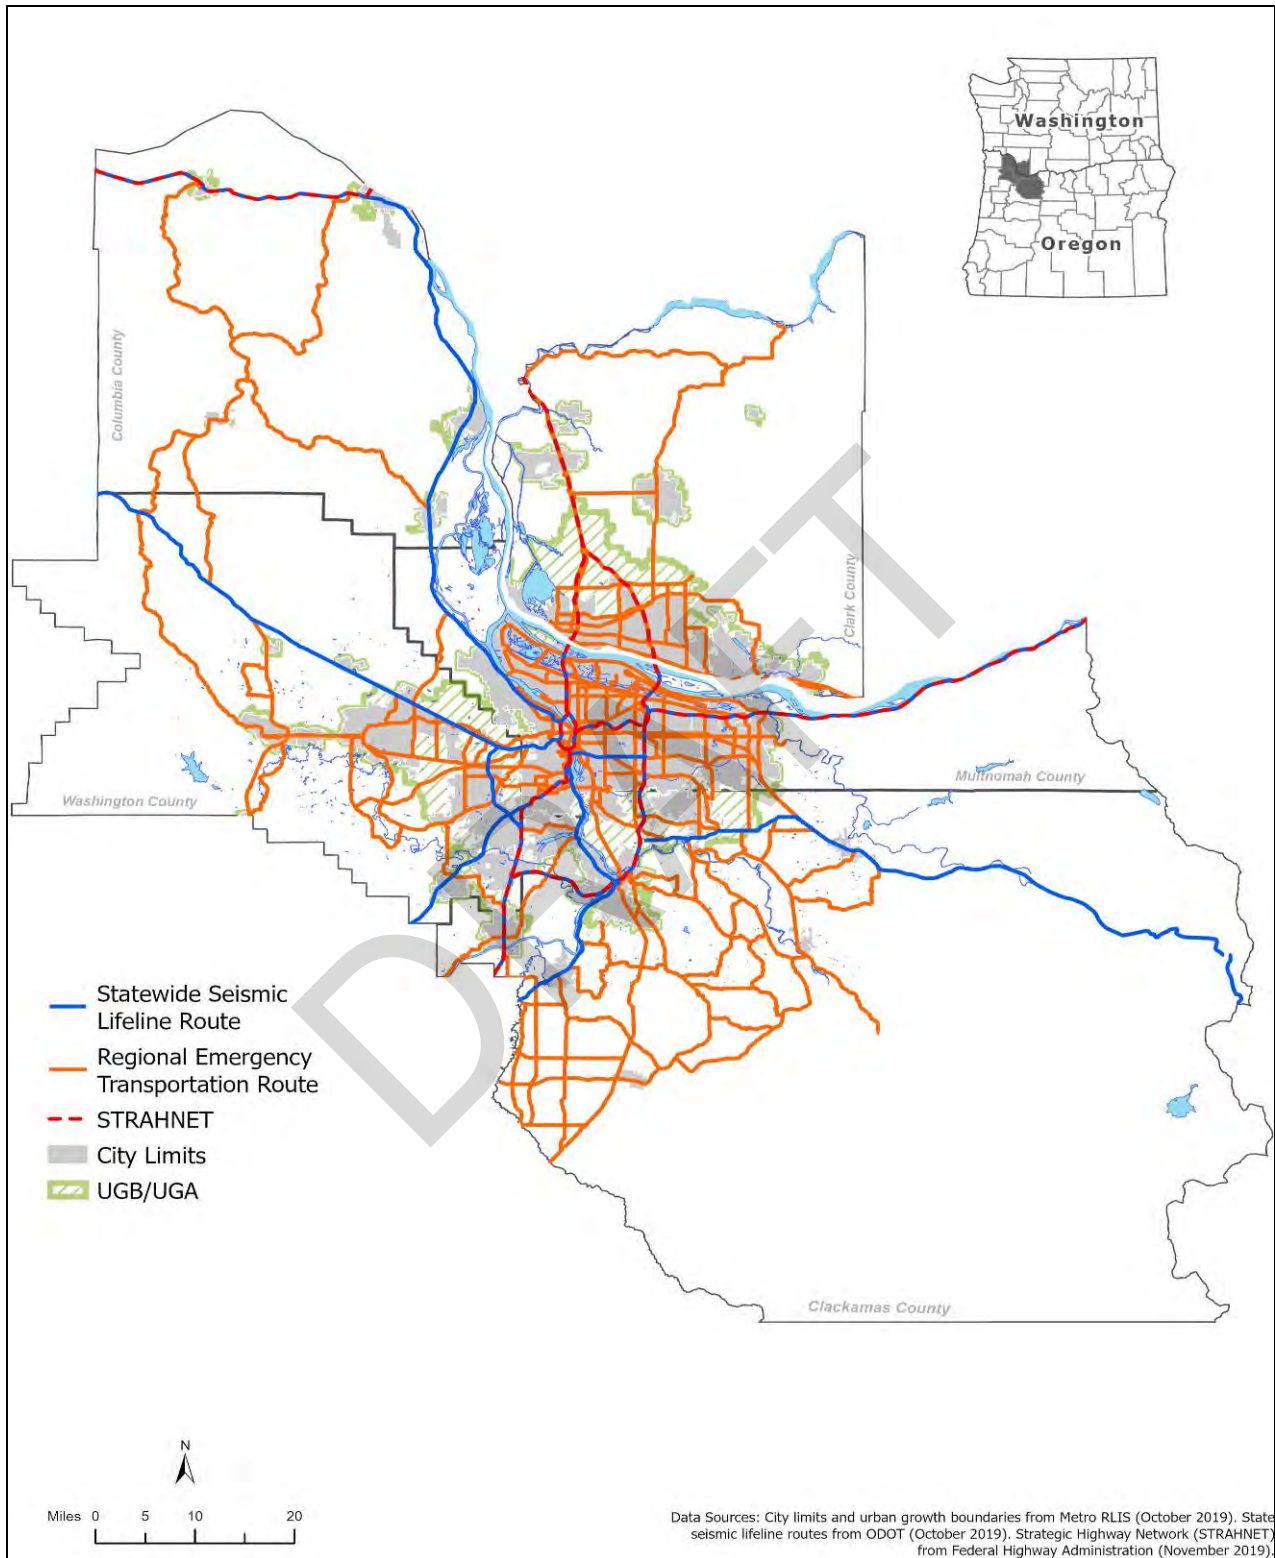 Washington
Oregon
Columbia County
Clark County
Multnomah County
Washington County
DRAFT
Statewide Seismic
Lifeline Route
Regional Emergency
Transportation Route
STRAHNET
City Limits
UGB/UGA
Clackamas County
N
Miles 0 5 10 20
Data Sources: City limits and urban growth boundaries from Metro RLIS (October 2019). State
seismic lifeline routes from ODOT (October 2019). Strategic Highway Network (STRAHNET)
from Federal Highway Administration (November 2019).